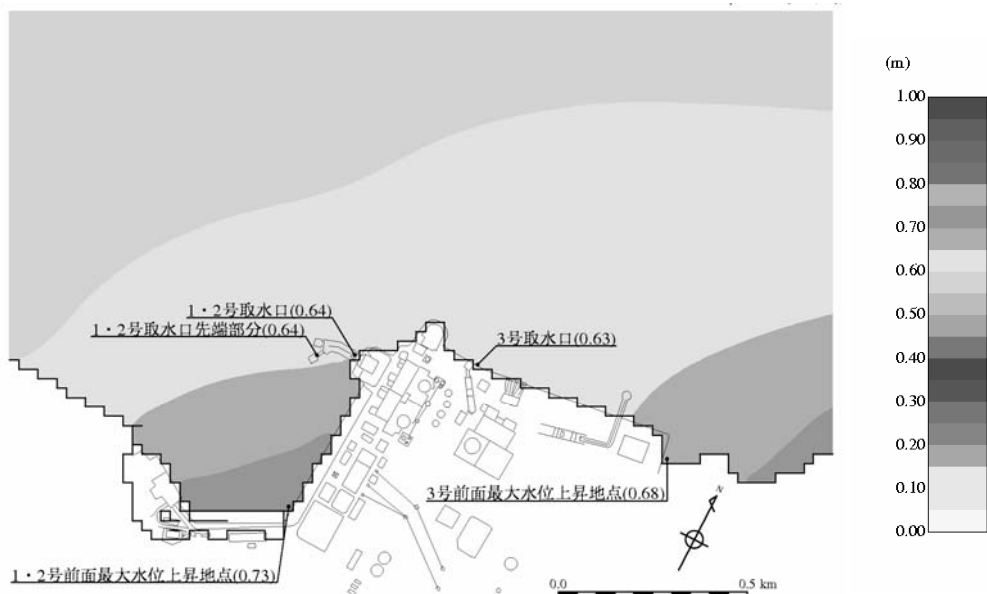 (m)
1.00
0.90
0.80
0.70
0.60
0.50
0.40
0.30
0.20
0.10
0.00
1・2号取水口(0.64)
1・2号取水口先端部分(0.64)
3号取水口(0.63)
3号前面最大水位上昇地点(0.68)
N
1・2号前面最大水位上昇地点(0.73)
0.0
0.5 km